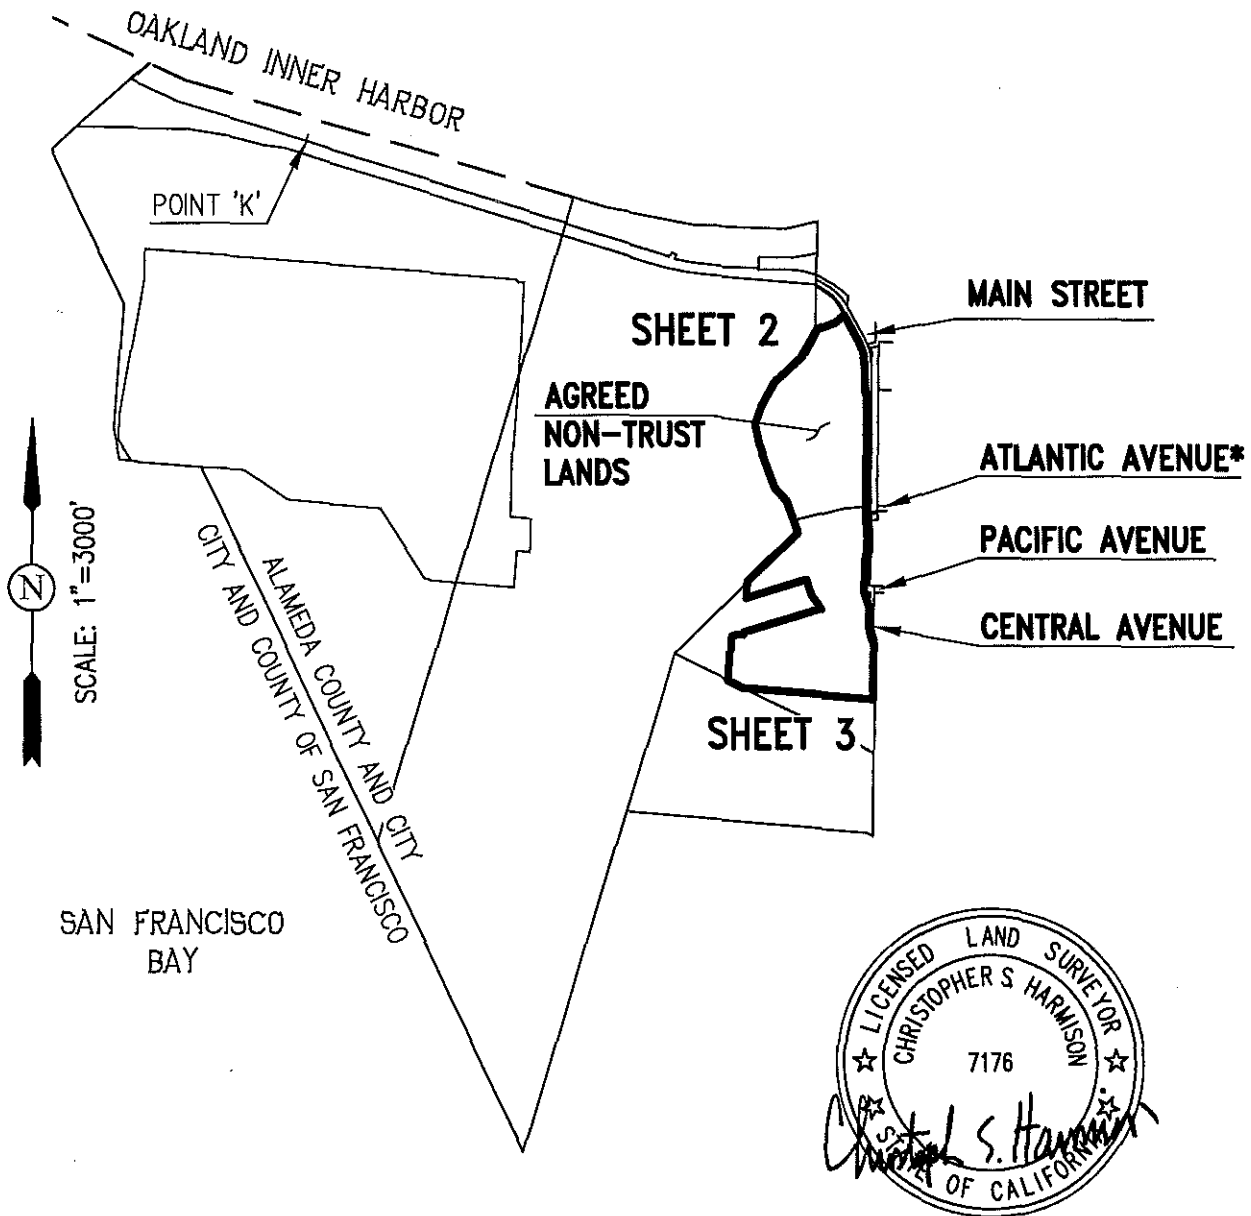 OAKLAND INNER HARBOR
POINT 'K'
MAIN STREET
SHEET 2
AGREED
NON-TRUST
LANDS
ATLANTIC AVENUE*
PACIFIC AVENUE
CENTRAL AVENUE
N
SCALE: 1"=3000'
ALAMEDA COUNTY AND CITY
CITY AND COUNTY OF SAN FRANCISCO
SHEET 3
SAN FRANCISCO
BAY
LICENSED LAND SURVEYOR
CHRISTOPHER S. HARMISON
7176
STATE OF CALIFORNIA
Christoph S. Harmison